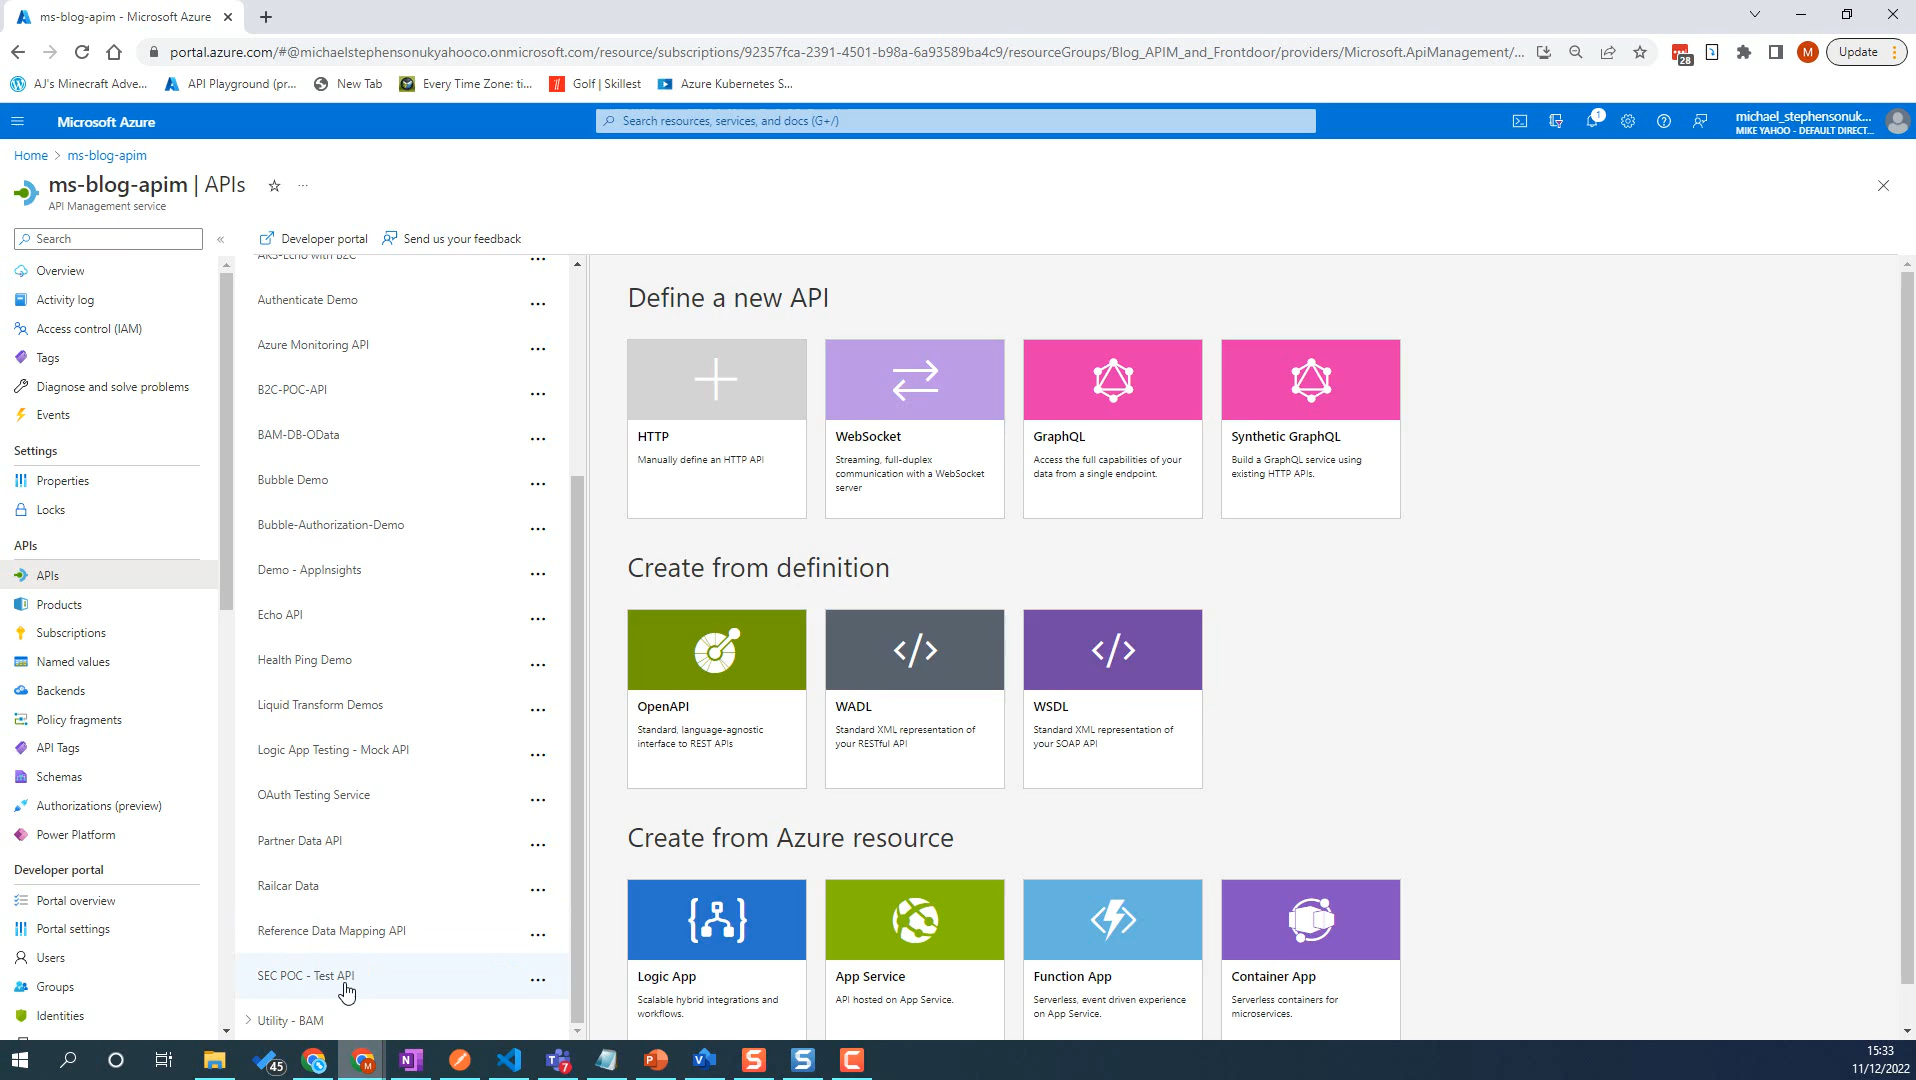 ms-blog-apim - Microsoft Azure
portal.azure.com/#@michaelstephensonukyahooco.onmicrosoft.com/resource/subscriptions/92357fca-2391-4501-b98a-6a93589ba4c9/resourceGroups/Blog_APIM_and_Frontdoor/providers/Microsoft.ApiManagement/...
28
M
Update
AJ's Minecraft Adve...
API Playground (pr...
New Tab
Every Time Zone: ti...
Golf | Skillest
Azure Kubernetes S...
Microsoft Azure
Search resources, services, and docs (G+/)
1
michael_stephensonuk...
MIKE YAHOO - DEFAULT DIRECT...
Home > ms-blog-apim
ms-blog-apim | APIs
API Management service
Search
Developer portal
Send us your feedback
Overview
Activity log
Access control (IAM)
Tags
Diagnose and solve problems
Events
Settings
Properties
Locks
APIs
APIs
Products
Subscriptions
Named values
Backends
Policy fragments
API Tags
Schemas
Authorizations (preview)
Power Platform
Developer portal
Portal overview
Portal settings
Users
Groups
Identities
AKS-Echo with B2C
Authenticate Demo
Azure Monitoring API
B2C-POC-API
BAM-DB-OData
Bubble Demo
Bubble-Authorization-Demo
Demo - AppInsights
Echo API
Health Ping Demo
Liquid Transform Demos
Logic App Testing - Mock API
OAuth Testing Service
Partner Data API
Railcar Data
Reference Data Mapping API
SEC POC - Test API
Utility - BAM
Define a new API
HTTP
Manually define an HTTP API
WebSocket
Streaming, full-duplex
communication with a WebSocket
server
GraphQL
Access the full capabilities of your
data from a single endpoint.
Synthetic GraphQL
Build a GraphQL service using
existing HTTP APIs.
Create from definition
OpenAPI
Standard, language-agnostic
interface to REST APIs
WADL
Standard XML representation of
your RESTful API
WSDL
Standard XML representation of
your SOAP API
Create from Azure resource
Logic App
Scalable hybrid integrations and
workflows.
App Service
API hosted on App Service.
Function App
Serverless, event driven experience
on App Service.
Container App
Serverless containers for
microservices.
45
7
15:33
11/12/2022